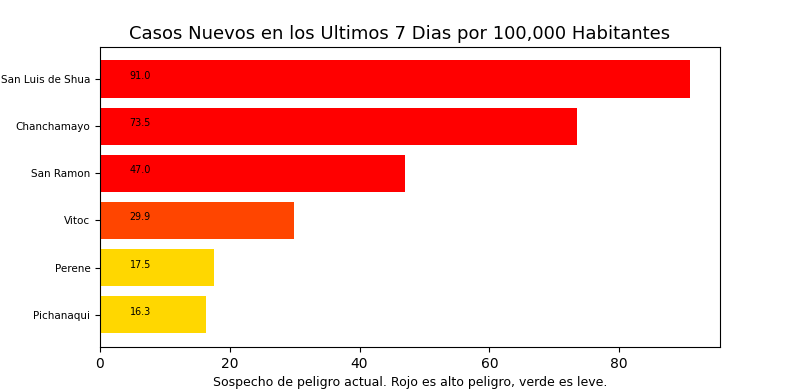 Casos Nuevos en los Ultimos 7 Dias por 100,000 Habitantes
San Luis de Shua 91.0
Chanchamayo 73.5
San Ramon 47.0
Vitoc 29.9
Perene 17.5
Pichanaqui 16.3
0 20 40 60 80
Sospecho de peligro actual. Rojo es alto peligro, verde es leve.